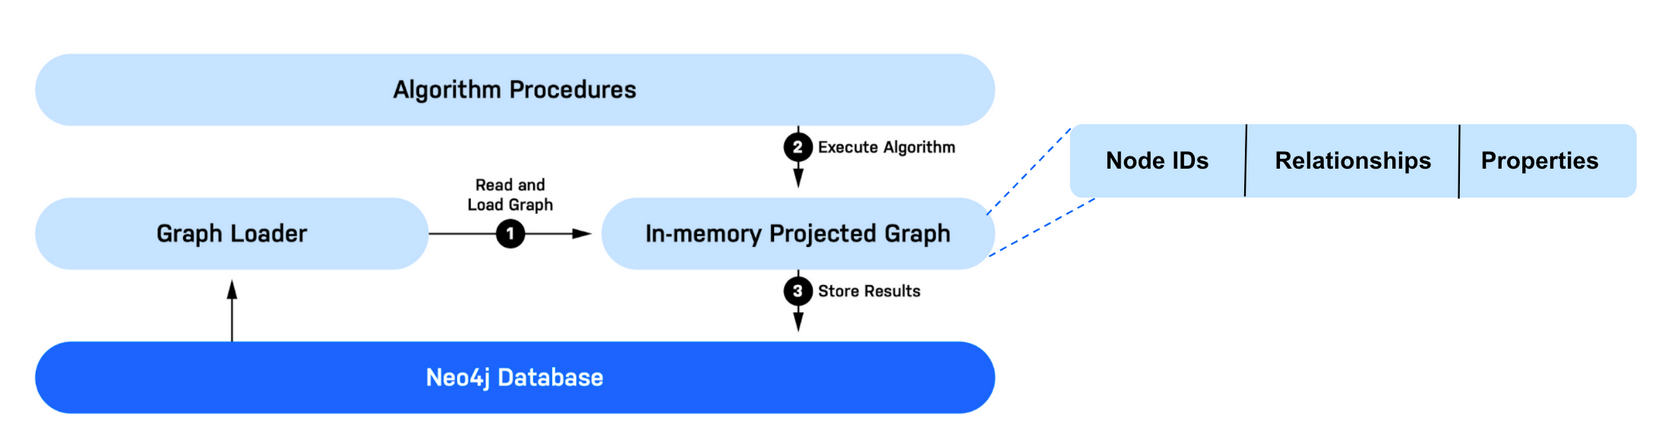 Algorithm Procedures
2 Execute Algorithm
Node IDs Relationships Properties
Read and
Load Graph
Graph Loader
1
In-memory Projected Graph
3 Store Results
Neo4j Database